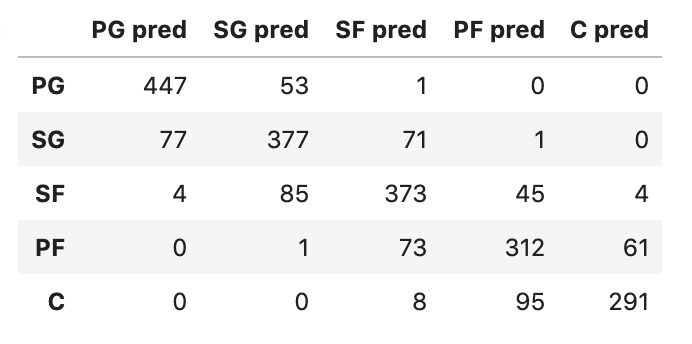 PG pred SG pred SF pred PF pred C pred
PG 447 53 1 0 0
SG 77 377 71 1 0
SF 4 85 373 45 4
PF 0 1 73 312 61
C 0 0 8 95 291